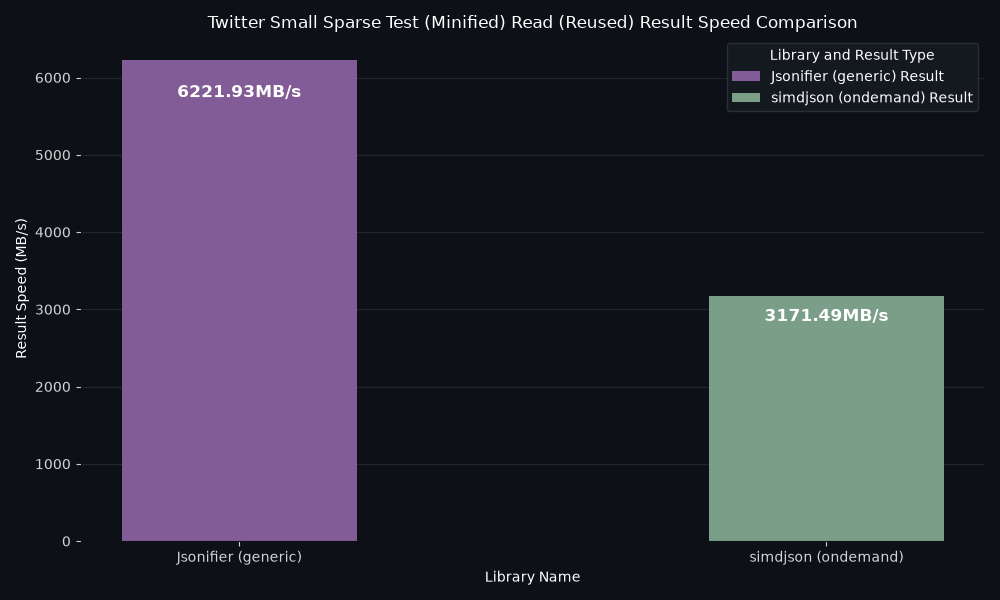 Twitter Small Sparse Test (Minified) Read (Reused) Result Speed Comparison
Library and Result Type
Jsonifier (generic) Result
simdjson (ondemand) Result
6221.93MB/s
3171.49MB/s
Result Speed (MB/s)
6000
5000
4000
3000
2000
1000
0
Jsonifier (generic)
simdjson (ondemand)
Library Name